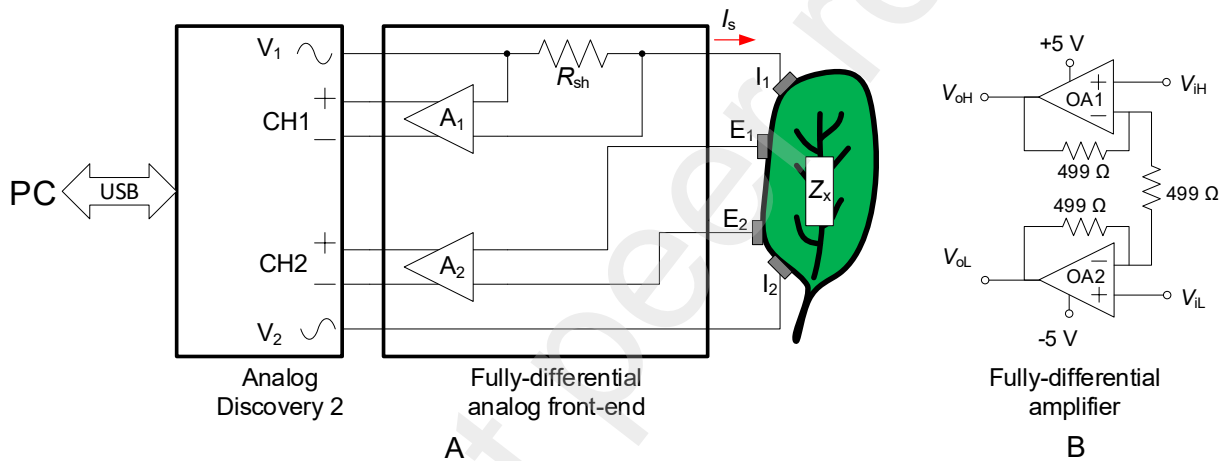 V1
CH1
CH2
V2
PC
USB
Analog
Discovery 2
A1
A2
Rsh
Fully-differential
analog front-end
Is
I1
E1
E2
I2
Zx
A
+5 V
VoH
OA1
ViH
499 Ω
499 Ω
499 Ω
VoL
OA2
ViL
-5 V
Fully-differential
amplifier
B